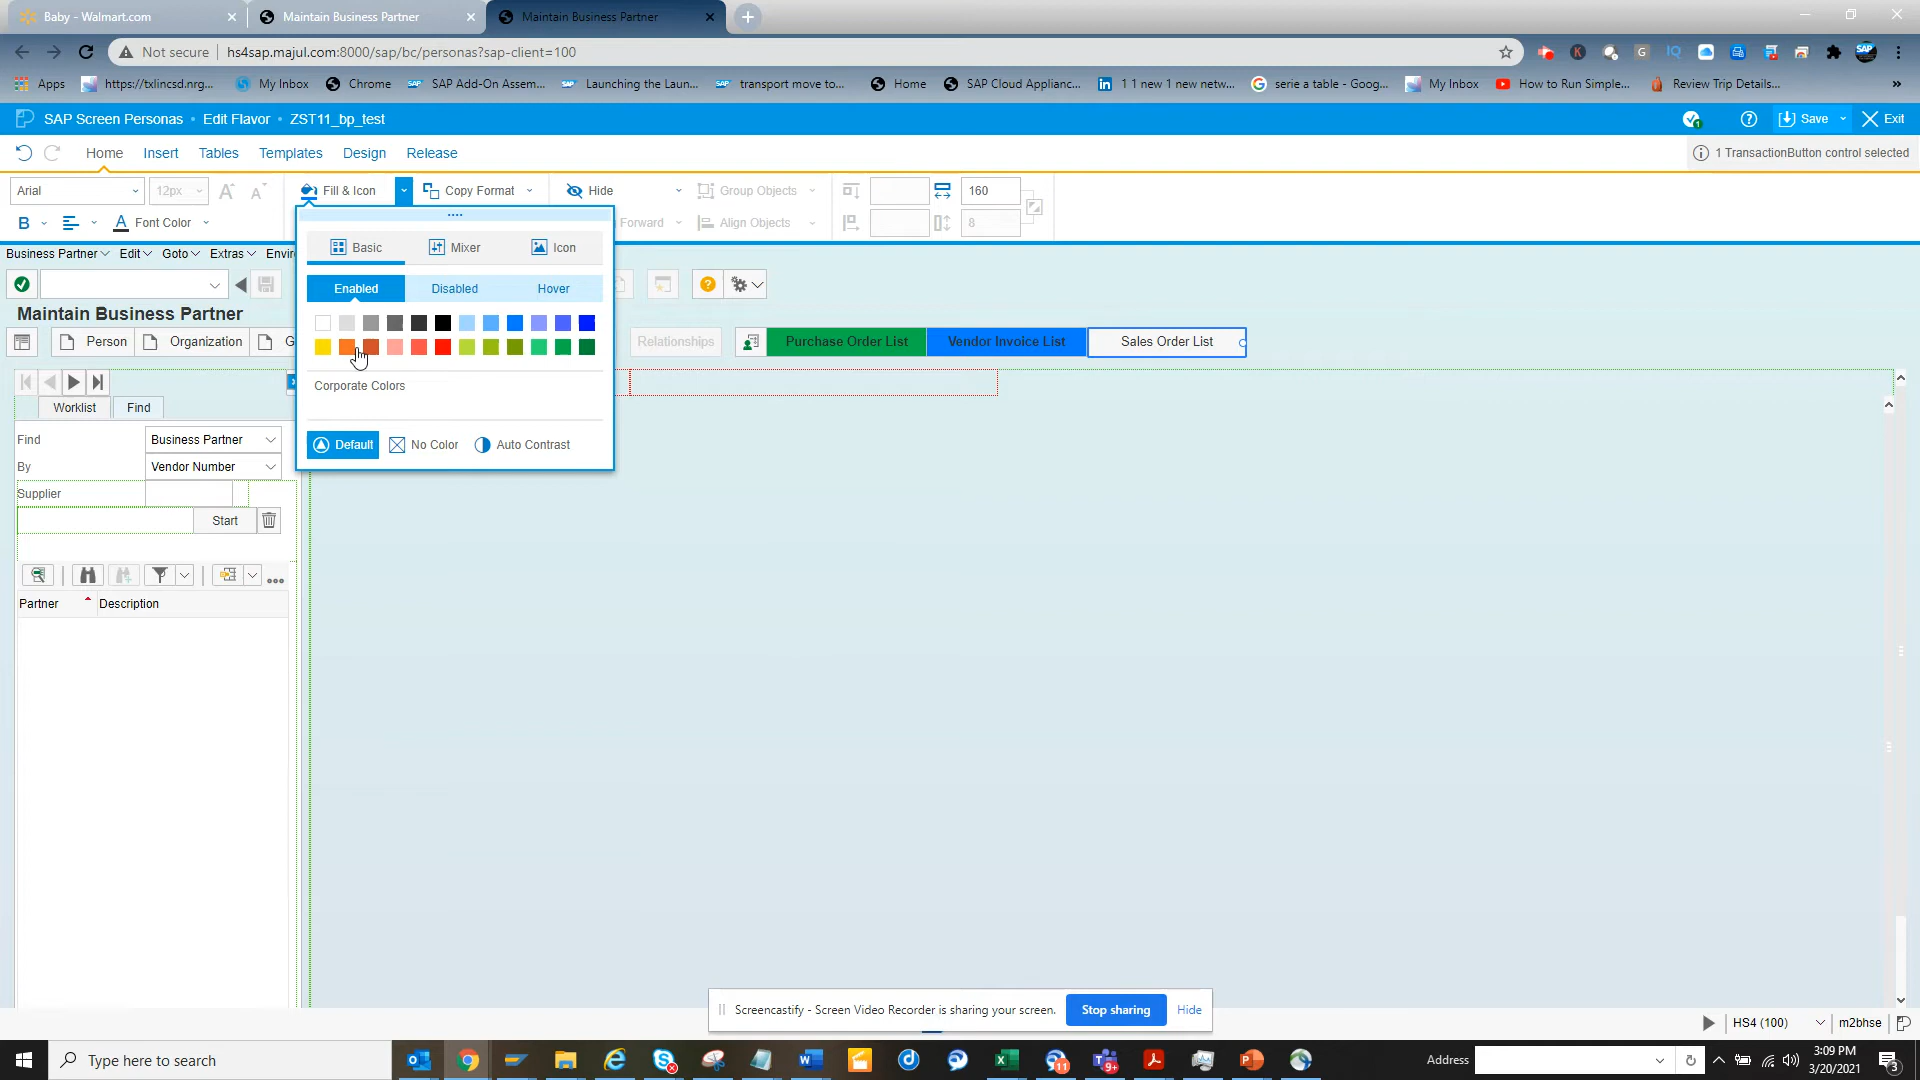 Baby - Walmart.com
Maintain Business Partner
Maintain Business Partner
Not secure
hs4sap.majul.com:8000/sap/bc/personas?sap-client=100
Apps
https://txlincsd.nrg...
My Inbox
Chrome
SAP Add-On Assem...
Launching the Laun...
transport move to...
Home
SAP Cloud Applianc...
1 1 new 1 new netw...
serie a table - Goog...
My Inbox
How to Run Simple...
Review Trip Details...
SAP Screen Personas
Edit Flavor
ZST11_bp_test
Save
Exit
Home
Insert
Tables
Templates
Design
Release
1 TransactionButton control selected
Arial
12px
Fill & Icon
Copy Format
Hide
Group Objects
160
B
Font Color
Forward
Align Objects
8
Basic
Mixer
Icon
Enabled
Disabled
Hover
Corporate Colors
Default
No Color
Auto Contrast
Business Partner
Edit
Goto
Extras
Envir
Maintain Business Partner
Person
Organization
G
Relationships
Purchase Order List
Vendor Invoice List
Sales Order List
Worklist
Find
Find
Business Partner
By
Vendor Number
Supplier
Start
Partner
Description
Screencastify - Screen Video Recorder is sharing your screen.
Stop sharing
Hide
HS4 (100)
m2bhse
Type here to search
11
9+
Address
3:09 PM
3/20/2021
3